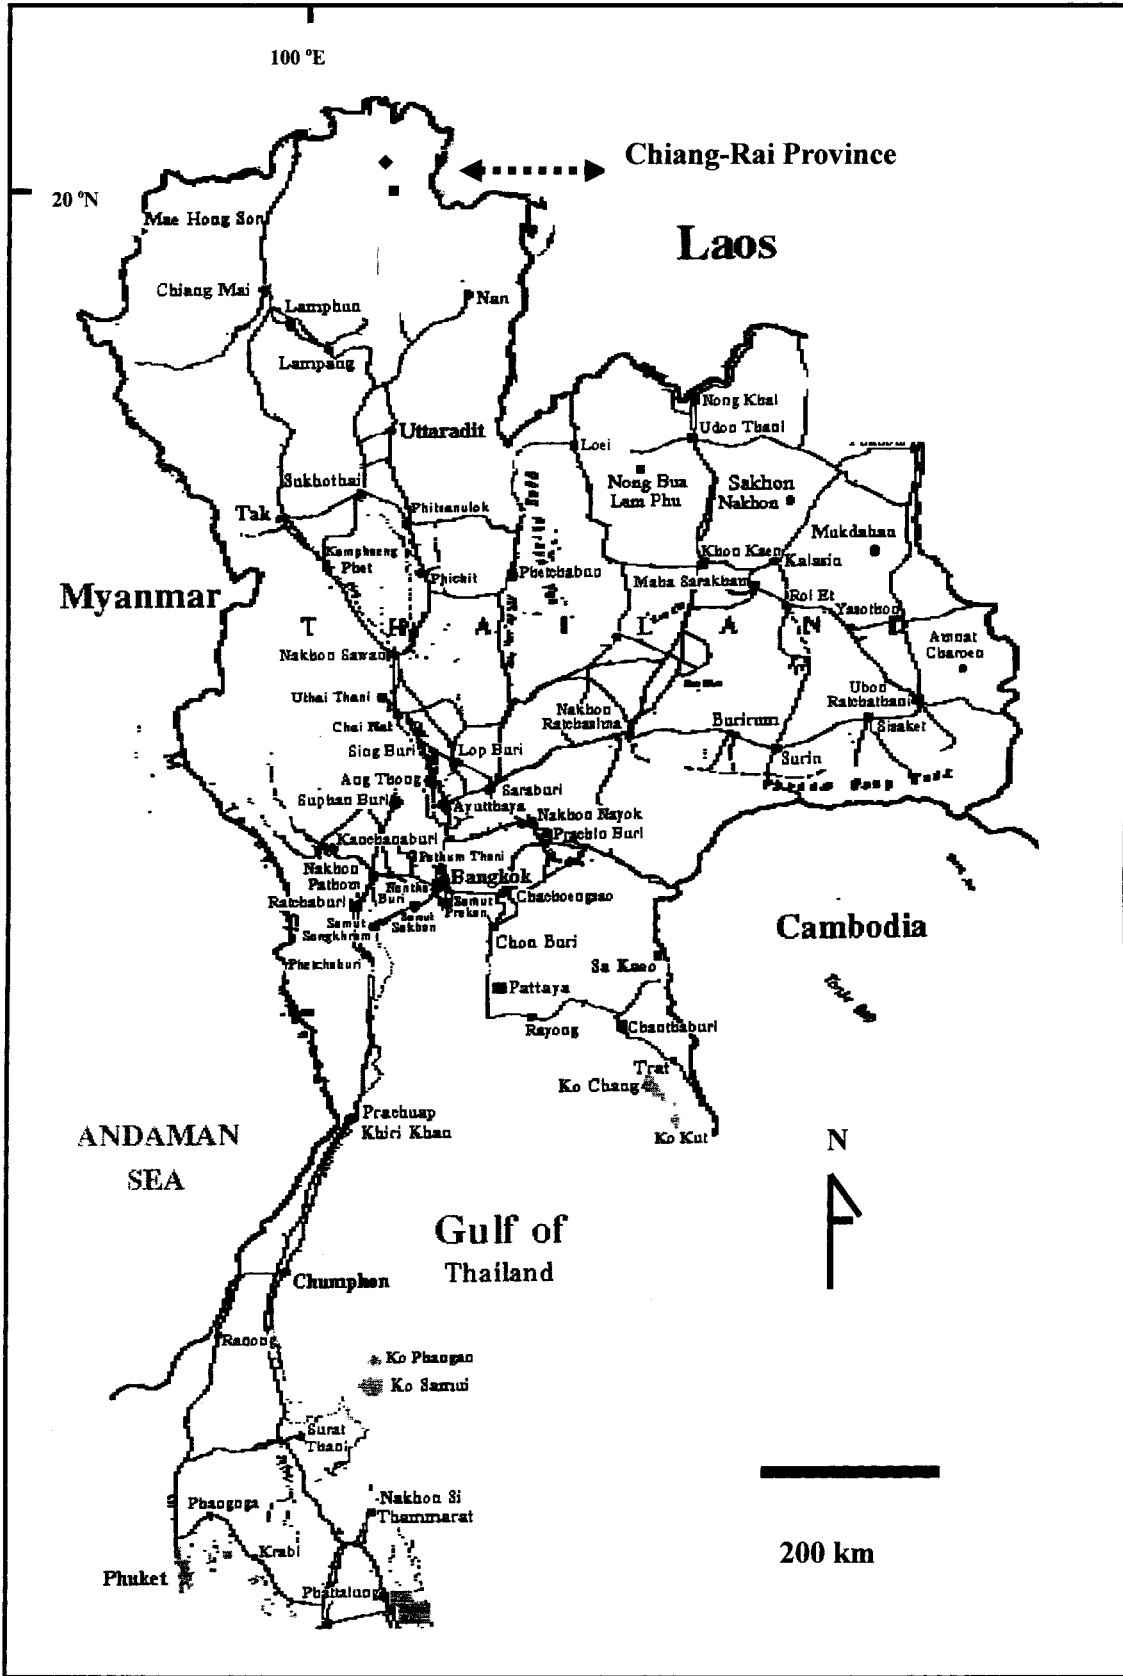 100 °E
Chiang-Rai Province
20 °N
Mae Hong Son
Laos
Chiang Mai
Nan
Lamphun
Lampang
Nong Khai
Udon Thani
Uttaradit
Loei
Sukhothai
Nong Bua
Lam Phu
Sakhon
Nakhon
Tak
Phitsanulok
Mukdahan
Khon Kaen
Kalasin
Kamphaeng
Phet
Phichit
Phetchabun
Maha Sarakham
Roi Et
Myanmar
Yasothon
T H A I L A N D
Amnat
Charoen
Nakhon Sawan
Uthai Thani
Ubon
Ratchathani
Nakhon
Ratchasima
Chai Nat
Burirum
Sisaket
Sing Buri
Lop Buri
Surin
Ang Thong
Saraburi
Suphan Buri
Ayutthaya
Nakhon Nayok
Prachin Buri
Kanchanaburi
Pathum Thani
Nakhon
Pathom
Bangkok
Nontha
Buri
Chachoengsao
Ratchaburi
Samut
Prakan
Samut
Sakhon
Samut
Songkhram
Cambodia
Chon Buri
Phetchaburi
Sa Kaeo
Pattaya
Rayong
Chanthaburi
Trat
Ko Chang
Prachuap
Khiri Khan
ANDAMAN
SEA
Ko Kut
N
Gulf of
Thailand
Chumphon
Ranong
Ko Phangan
Ko Samui
Surat
Thani
Nakhon Si
Thammarat
Phangnga
Krabi
200 km
Phuket
Phattalung